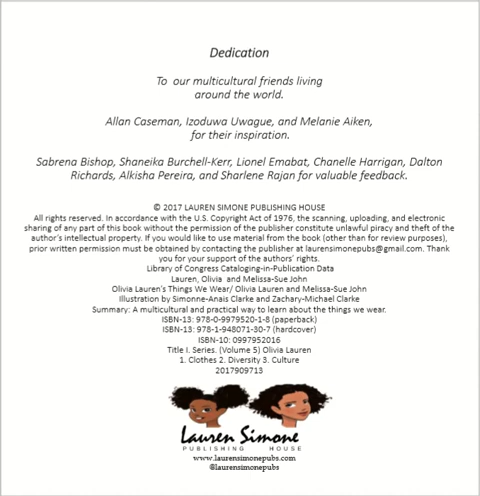 Dedication
To our multicultural friends living
around the world.
Allan Caseman, Izoduwa Uwague, and Melanie Aiken,
for their inspiration.
Sabrena Bishop, Shaneika Burchell-Kerr, Lionel Emabat, Chanelle Harrigan, Dalton
Richards, Alkisha Pereira, and Sharlene Rajan for valuable feedback.
© 2017 LAUREN SIMONE PUBLISHING HOUSE
All rights reserved. In accordance with the U.S. Copyright Act of 1976, the scanning, uploading, and electronic
sharing of any part of this book without the permission of the publisher constitute unlawful piracy and theft of the
author's intellectual property. If you would like to use material from the book (other than for review purposes),
prior written permission must be obtained by contacting the publisher at laurensimonepubs@gmail.com. Thank
you for your support of the authors' rights.
Library of Congress Cataloging-in-Publication Data
Lauren, Olivia and Melissa-Sue John
Olivia Lauren's Things We Wear/ Olivia Lauren and Melissa-Sue John
Illustration by Simonne-Anais Clarke and Zachary-Michael Clarke
Summary: A multicultural and practical way to learn about the things we wear.
ISBN-13: 978-0-9979520-1-8 (paperback)
ISBN-13: 978-1-948071-30-7 (hardcover)
ISBN-10: 0997952016
Title I. Series. (Volume 5) Olivia Lauren
1. Clothes 2. Diversity 3. Culture
2017909713
Lauren Simone
PUBLISHING HOUSE
www.laurensimonepubs.com
@laurensimonepubs